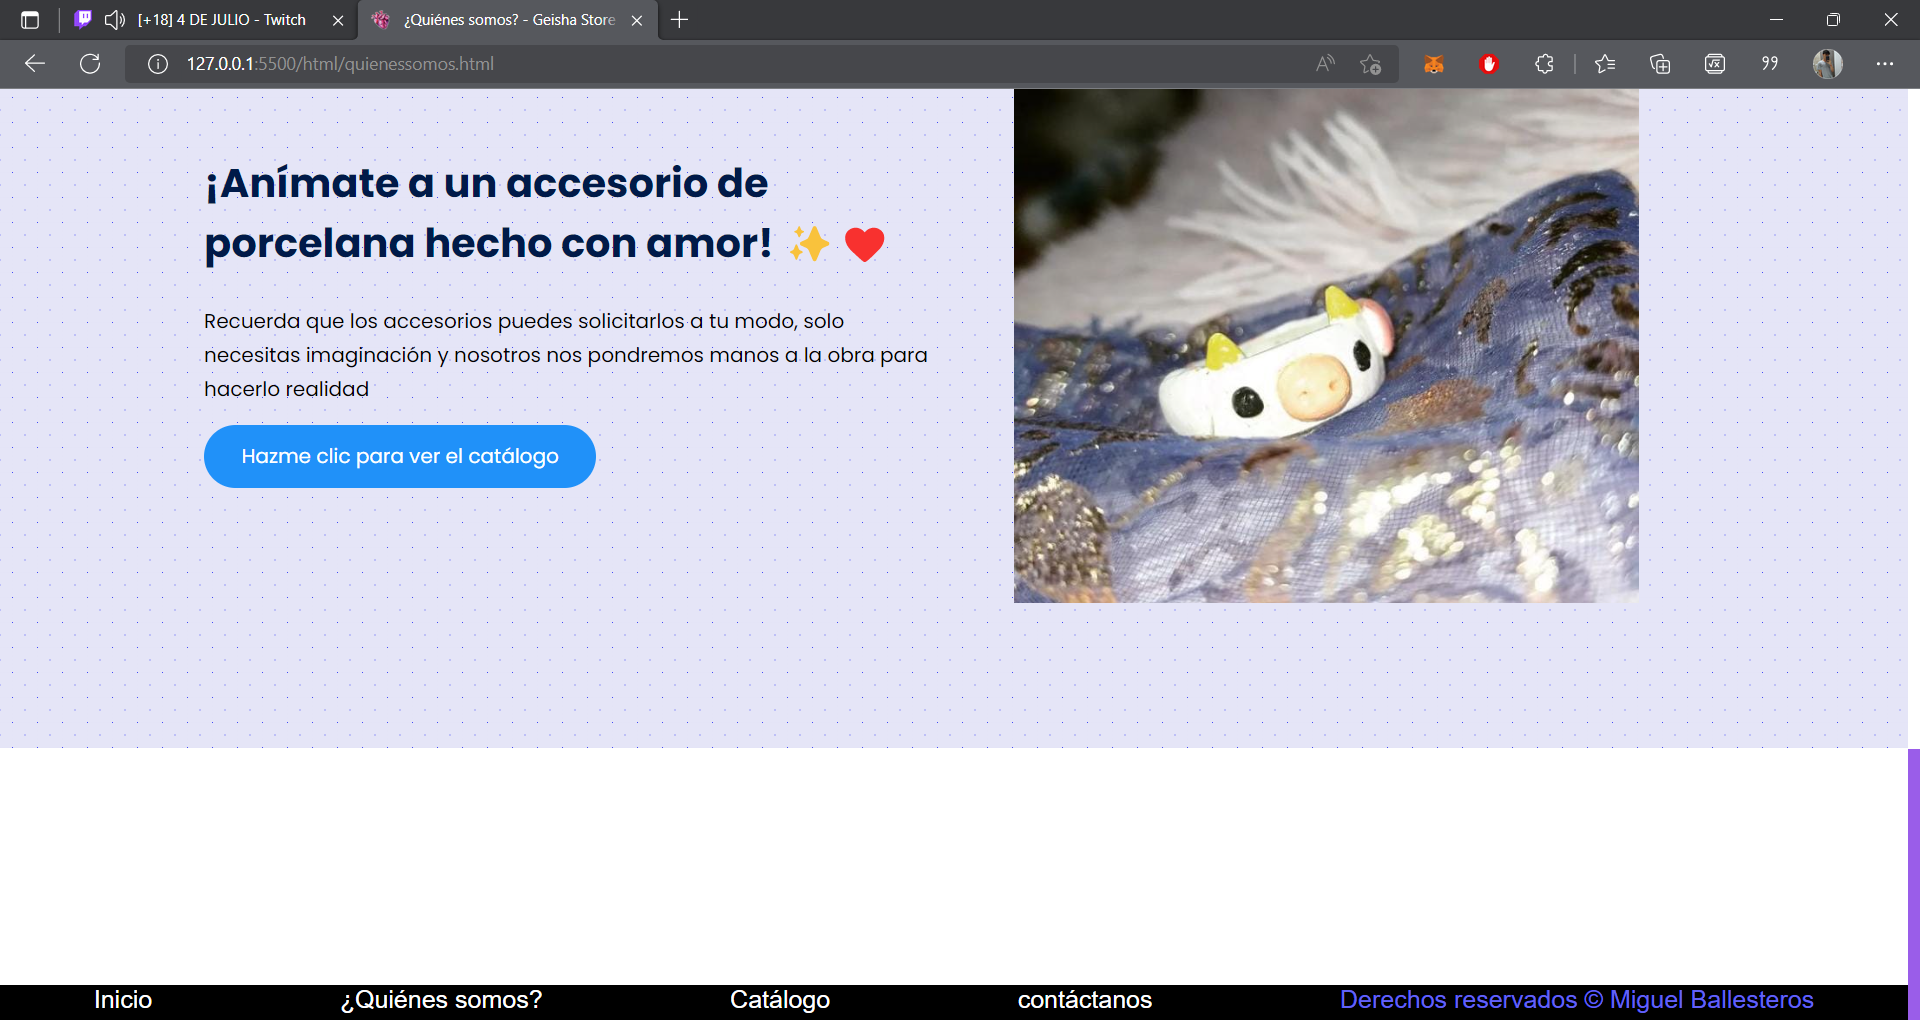 [+18] 4 DE JULIO - Twitch
¿Quiénes somos? - Geisha Store
127.0.0.1:5500/html/quienessomos.html
¡Anímate a un accesorio de
porcelana hecho con amor! ✨ ❤️
Recuerda que los accesorios puedes solicitarlos a tu modo, solo
necesitas imaginación y nosotros nos pondremos manos a la obra para
hacerlo realidad
Hazme clic para ver el catálogo
Inicio
¿Quiénes somos?
Catálogo
contáctanos
Derechos reservados © Miguel Ballesteros